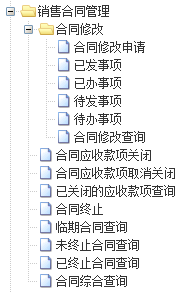 销售合同管理
合同修改
合同修改申请
已发事项
已办事项
待发事项
待办事项
合同修改查询
合同应收款项关闭
合同应收款项取消关闭
已关闭的应收款项查询
合同终止
临期合同查询
未终止合同查询
已终止合同查询
合同综合查询